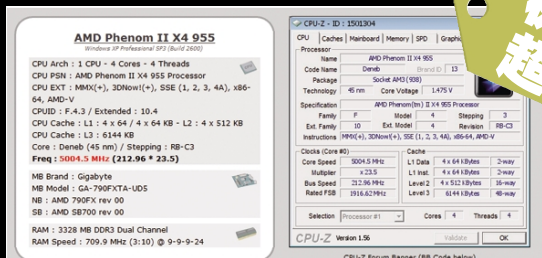 AMD Phenom II X4 955
Windows XP Professional SP3 (Build 2600)
CPU Arch : 1 CPU - 4 Cores - 4 Threads
CPU PSN : AMD Phenom II X4 955 Processor
CPU EXT : MMX(+), 3DNow!(+), SSE (1, 2, 3, 4A), x86-
64, AMD-V
CPUID : F.4.3 / Extended : 10.4
CPU Cache : L1 : 4 x 64 / 4 x 64 KB - L2 : 4 x 512 KB
CPU Cache : L3 : 6144 KB
Core : Deneb (45 nm) / Stepping : RB-C3
Freq : 5004.5 MHz (212.96 * 23.5)
MB Brand : Gigabyte
MB Model : GA-790FXTA-UD5
NB : AMD 790FX rev 00
SB : AMD SB700 rev 00
RAM : 3328 MB DDR3 Dual Channel
RAM Speed : 709.9 MHz (3:10) @ 9-9-9-24
CPU-Z - ID : 1501304
CPU Caches Mainboard Memory SPD Graphi
Processor
Name AMD Phenom II X4 955
Code Name Deneb Brand ID 13
Package Socket AM3 (938)
Technology 45 nm Core Voltage 1.475 V
Specification AMD Phenom(tm) II X4 955 Processor
Family F Model 4 Stepping 3
Ext. Family 10 Ext. Model 4 Revision RB-C3
Instructions MMX(+), 3DNow!(+), SSE (1, 2, 3, 4A), x86-64, AMD-V
Clocks (Core #0) Cache
Core Speed 5004.5 MHz L1 Data 4 x 64 KBytes 2-way
Multiplier x 23.5 L1 Inst. 4 x 64 KBytes 2-way
Bus Speed 212.96 MHz Level 2 4 x 512 KBytes 16-way
Rated FSB 1916.62 MHz Level 3 6144 KBytes 48-way
Selection Processor #1 Cores 4 Threads 4
CPU-Z Version 1.56 Validate OK
CPU-Z Forum Banner (BB Code below)
超